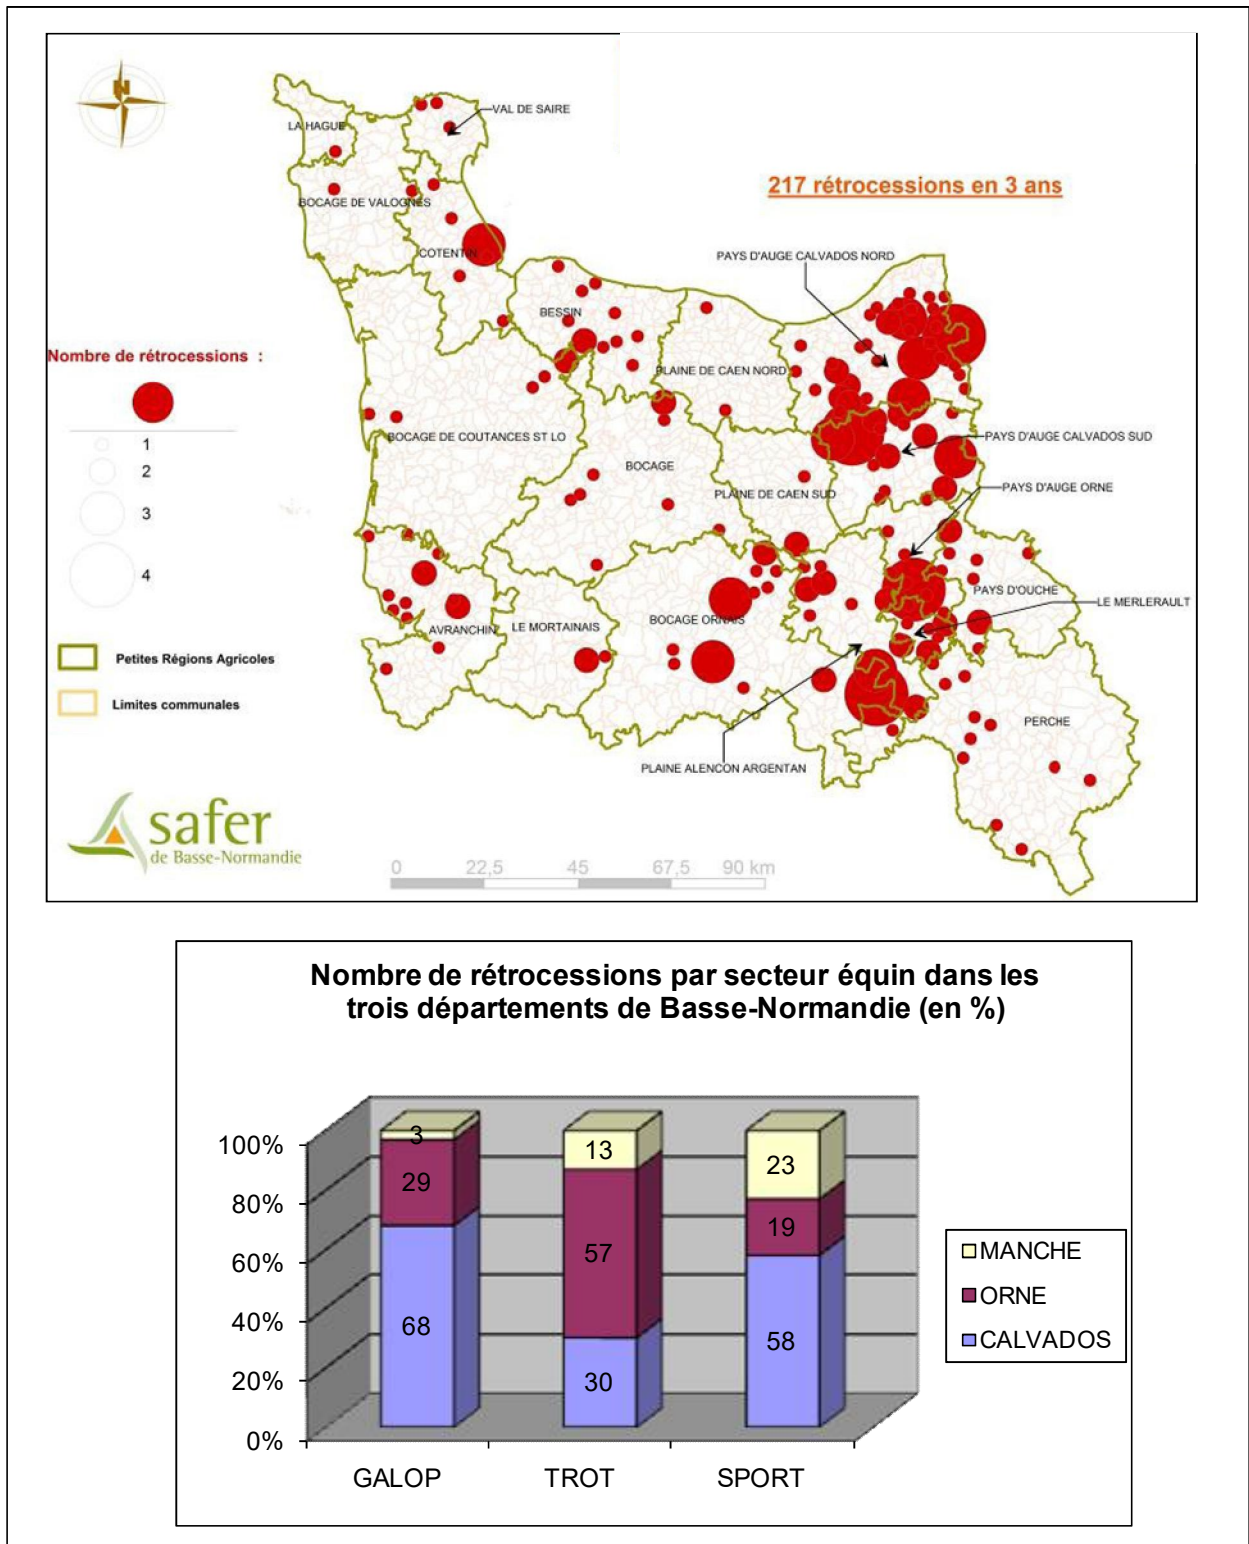 N
VAL DE SAIRE
LA HAGUE
217 rétrocessions en 3 ans
BOCAGE DE VALOGNES
COTENTIN
PAYS D'AUGE CALVADOS NORD
BESSIN
Nombre de rétrocessions :
PLAINE DE CAEN NORD
1
2
3
4
BOCAGE DE COUTANCES ST LO
PAYS D'AUGE CALVADOS SUD
BOCAGE
PLAINE DE CAEN SUD
PAYS D'AUGE ORNE
PAYS D'OUCHE
LE MERLERAULT
BOCAGE ORNAIS
AVRANCHIN
LE MORTAINAIS
Petites Régions Agricoles
Limites communales
PERCHE
PLAINE ALENCON ARGENTAN
safer
de Basse-Normandie
0 22,5 45 67,5 90 km
Nombre de rétrocessions par secteur équin dans les
trois départements de Basse-Normandie (en %)
100%
80%
60%
40%
20%
0%
3
29
68
13
57
30
23
19
58
GALOP TROT SPORT
MANCHE
ORNE
CALVADOS